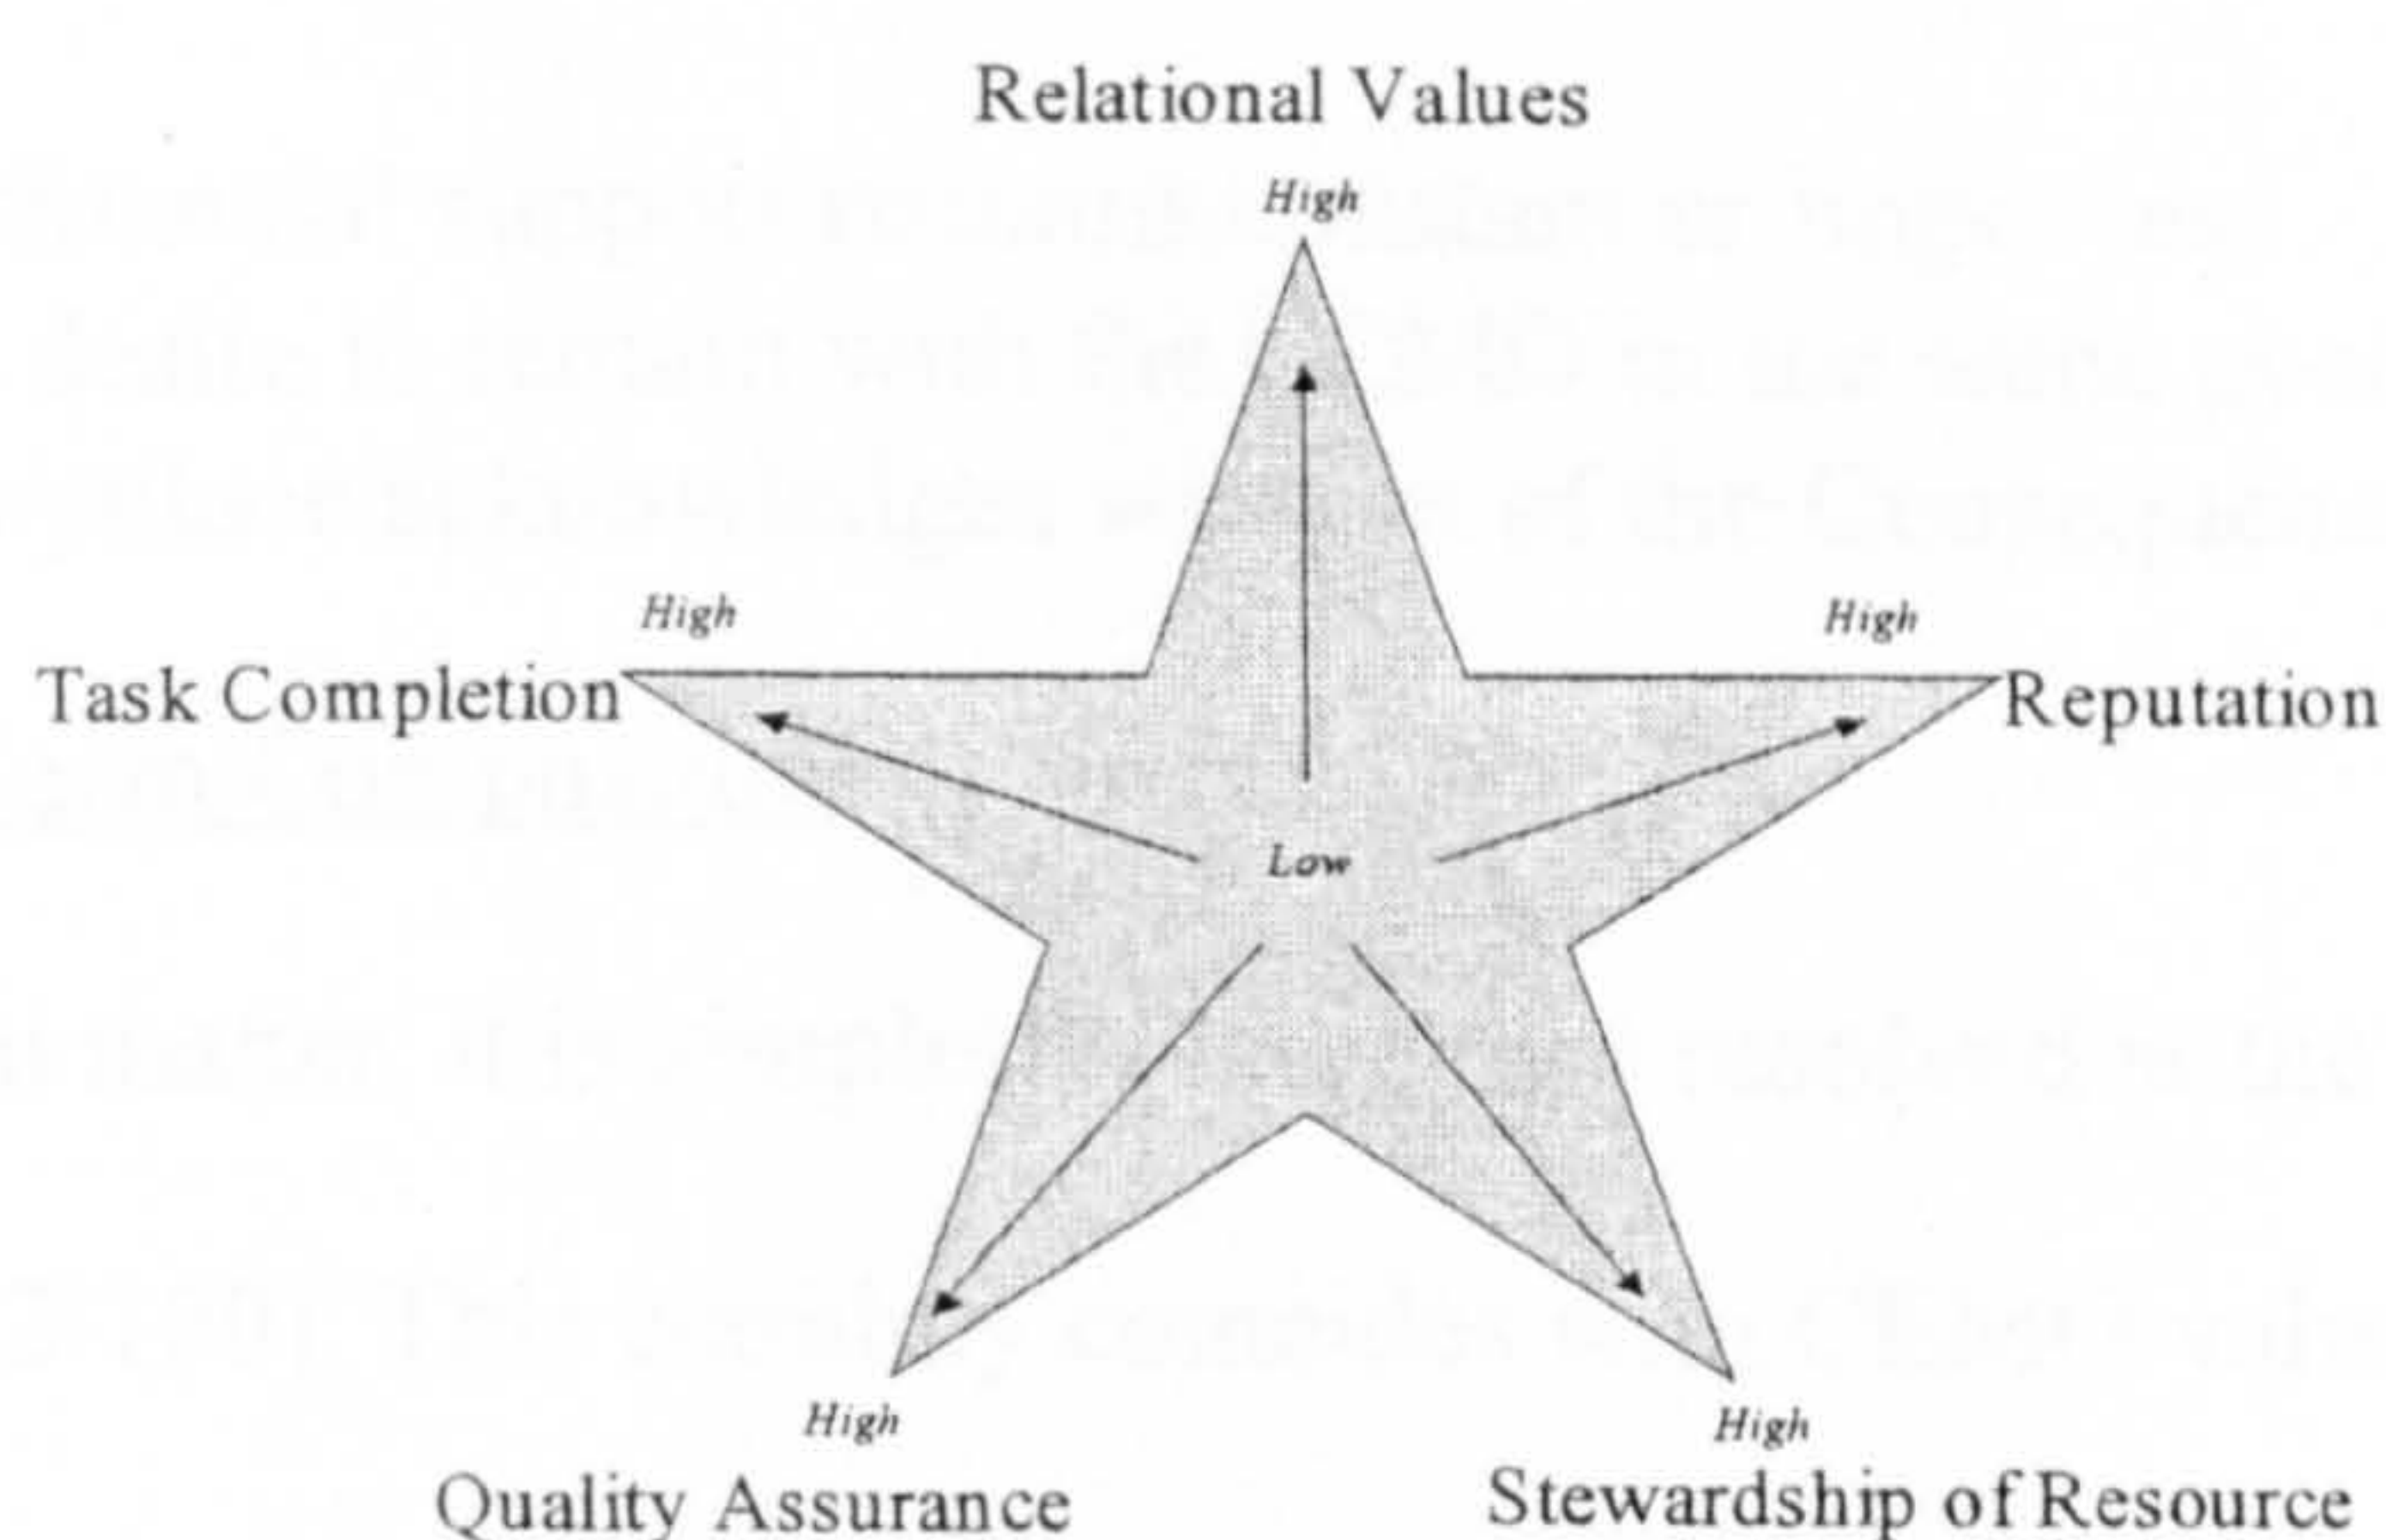 Relational Values
High
High
High
Task Completion
Reputation
Low
High
High
Quality Assurance
Stewardship of Resource